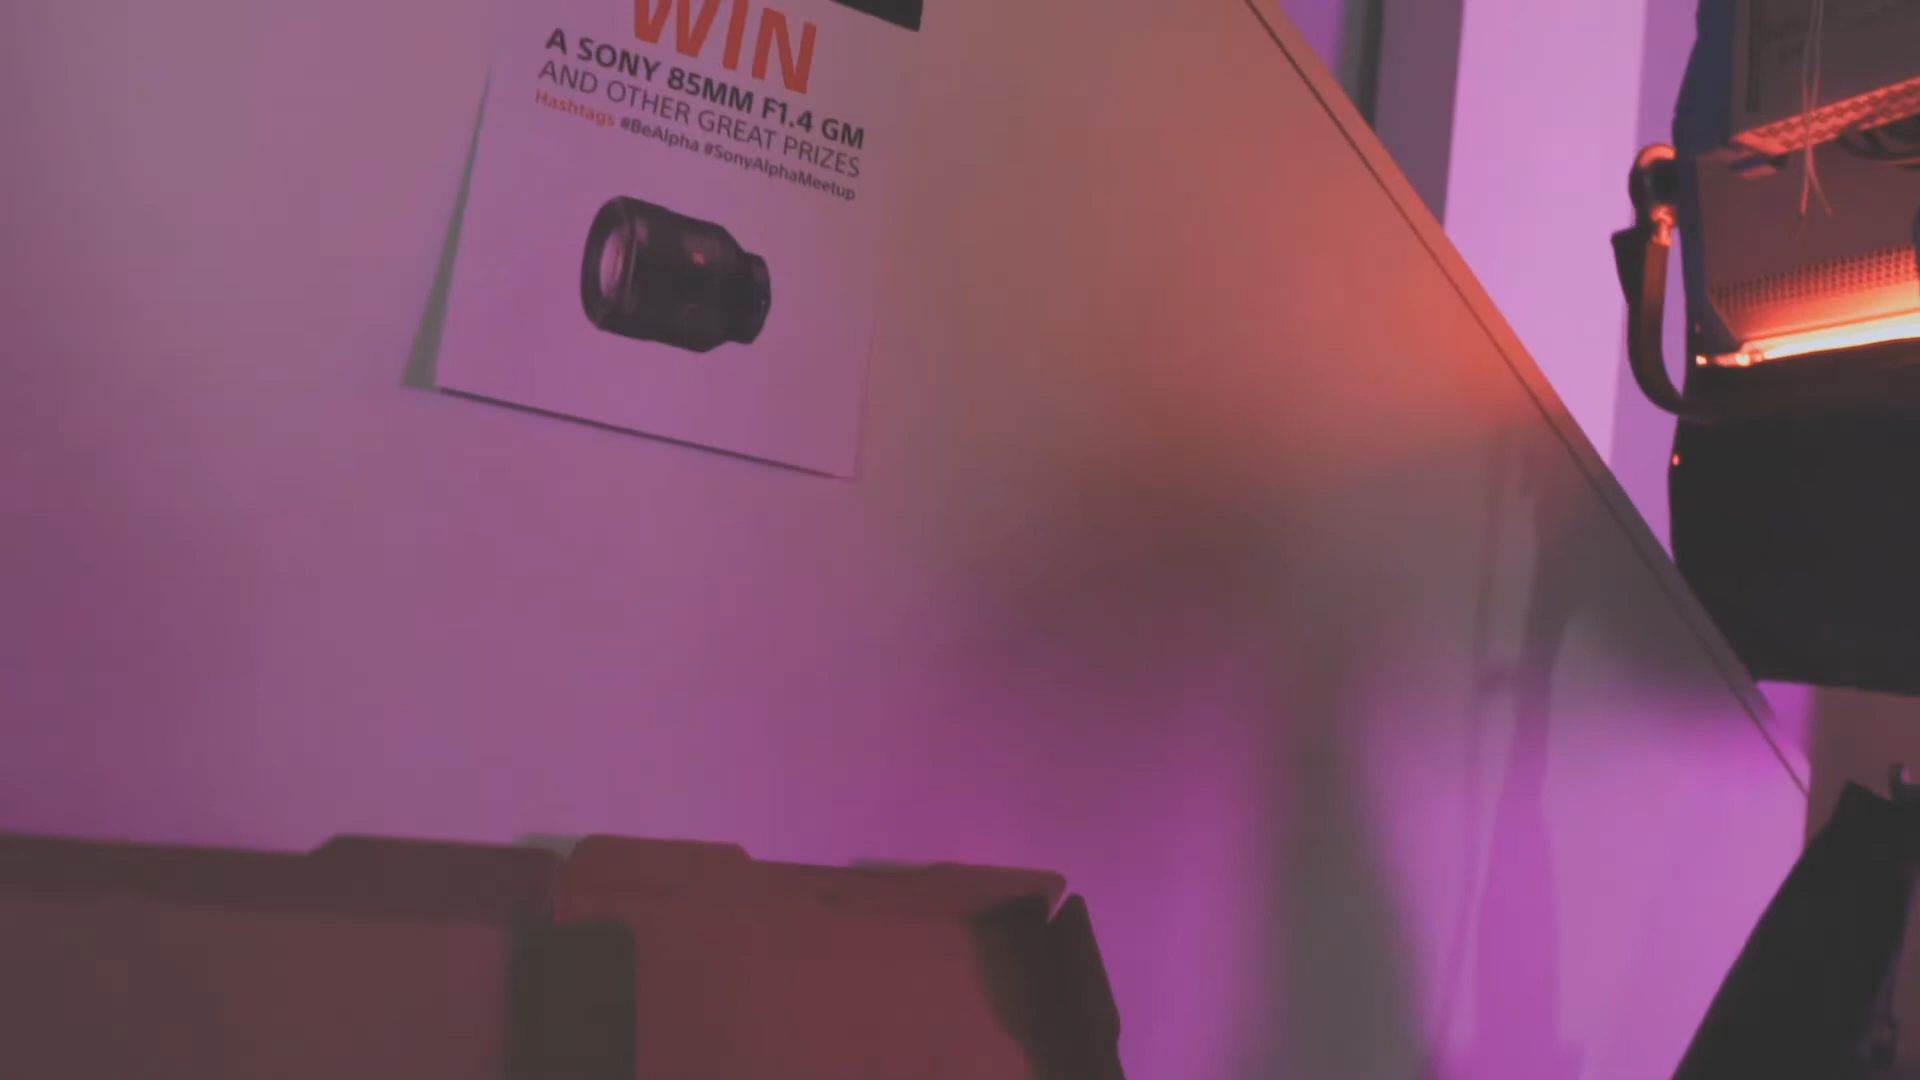 WIN
A SONY 85MM F1.4 GM
AND OTHER GREAT PRIZES
Hashtags #BeAlpha #SonyAlphaMeetup